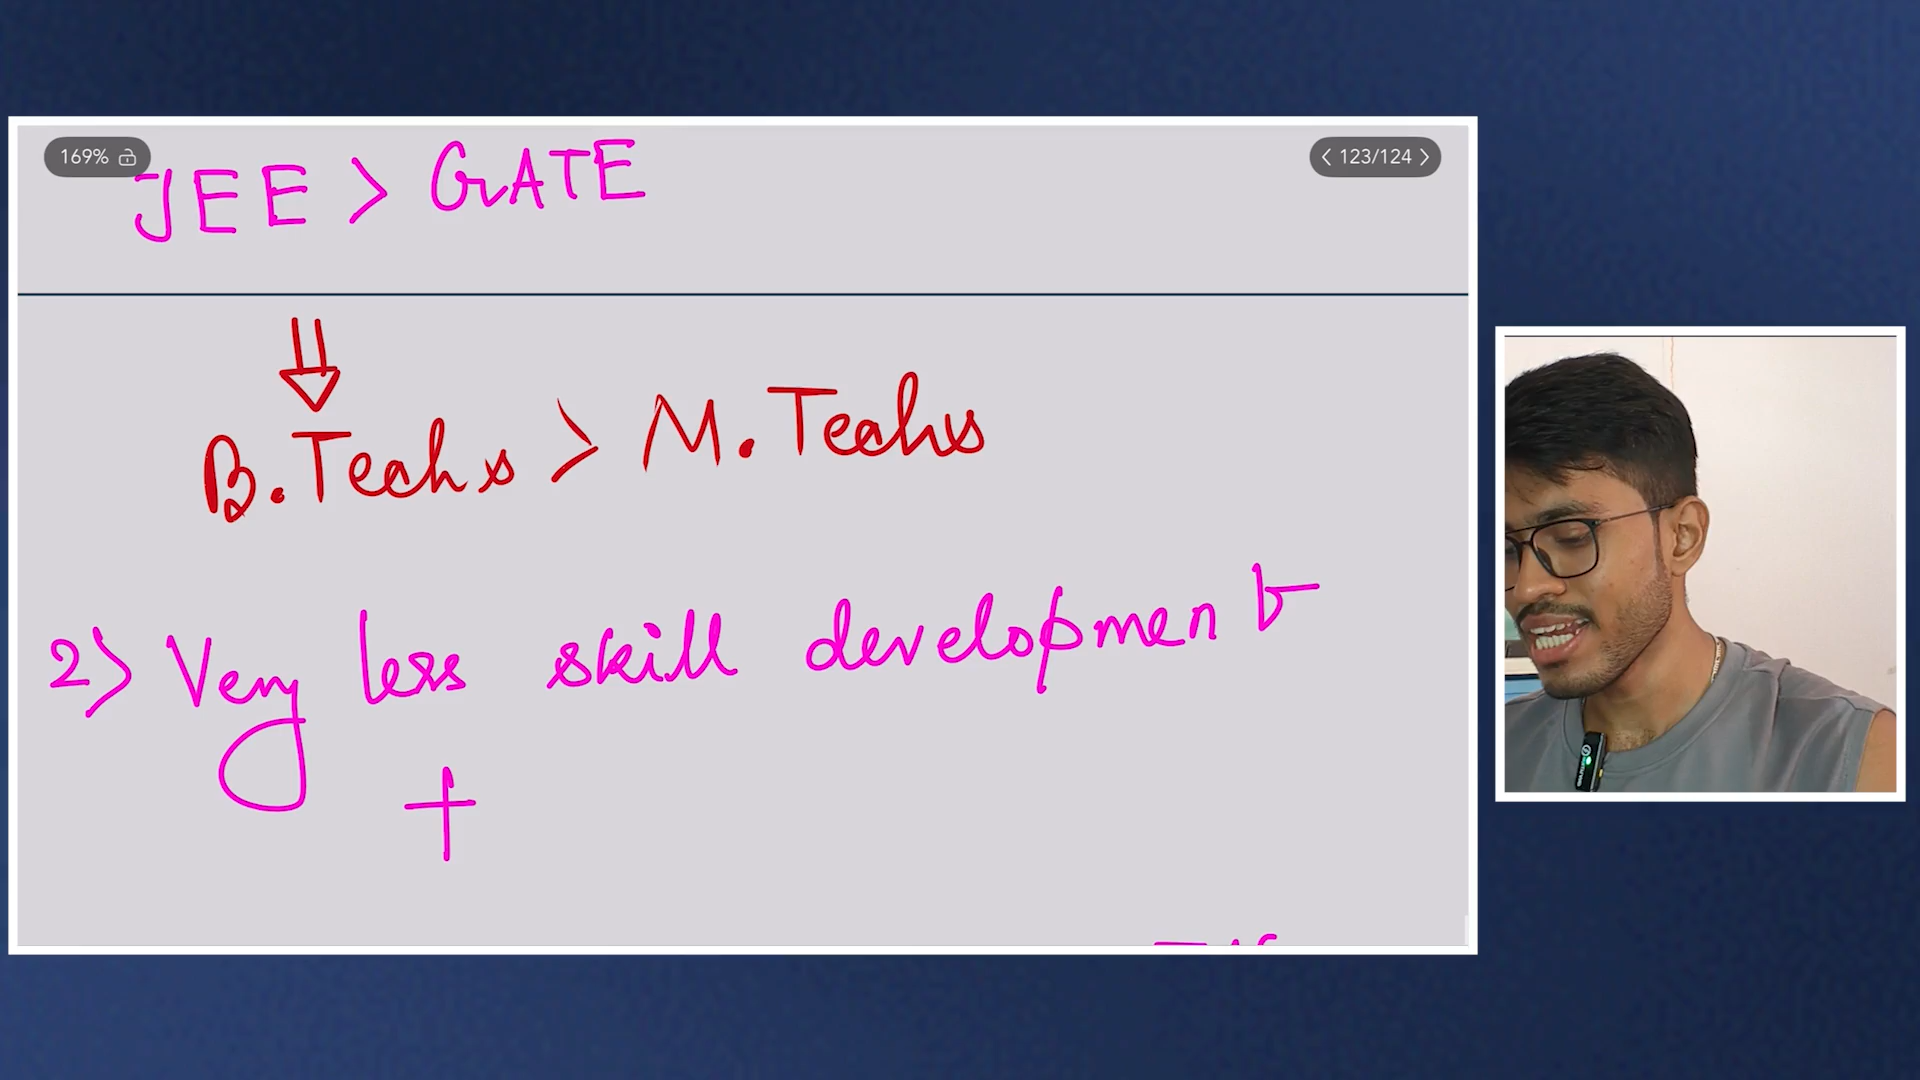 169%
123/124
JEE > GATE
B.Techs > M.Techs
2) Very less skill development
+